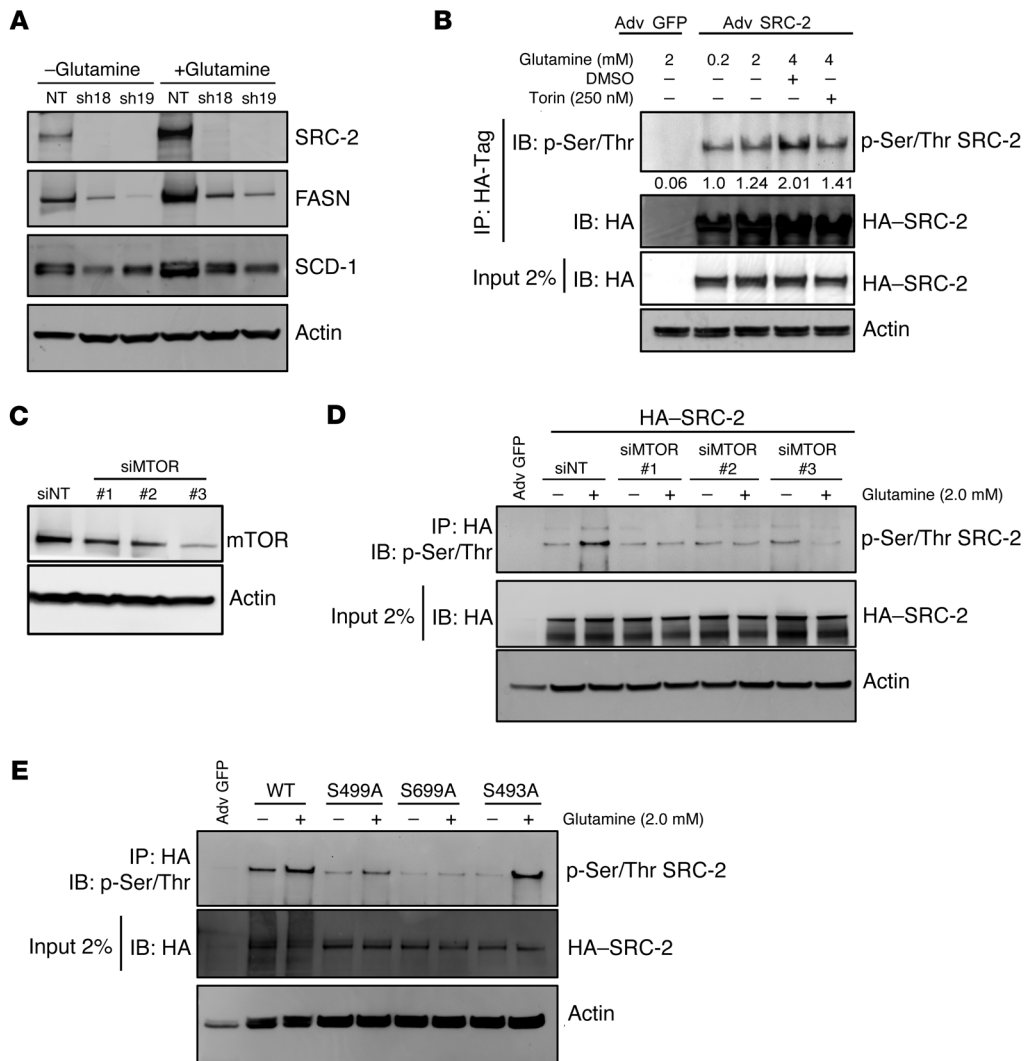 A
–Glutamine +Glutamine
NT sh18 sh19 NT sh18 sh19
SRC-2
FASN
SCD-1
Actin
B
Adv GFP Adv SRC-2
Glutamine (mM) 2 0.2 2 4 4
DMSO – – – + –
Torin (250 nM) – – – – +
IP: HA-Tag
IB: p-Ser/Thr p-Ser/Thr SRC-2
0.06 1.0 1.24 2.01 1.41
IB: HA HA–SRC-2
Input 2% IB: HA HA–SRC-2
Actin
C
siMTOR
siNT #1 #2 #3
mTOR
Actin
D
HA–SRC-2
Adv GFP
siNT siMTOR #1 siMTOR #2 siMTOR #3
– + – + – + – + Glutamine (2.0 mM)
IP: HA
IB: p-Ser/Thr p-Ser/Thr SRC-2
Input 2% IB: HA HA–SRC-2
Actin
E
Adv GFP
WT S499A S699A S493A
– + – + – + – + Glutamine (2.0 mM)
IP: HA
IB: p-Ser/Thr p-Ser/Thr SRC-2
Input 2% IB: HA HA–SRC-2
Actin